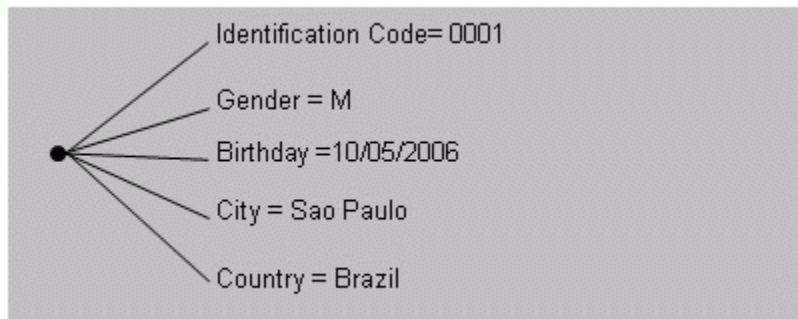 Identification Code= 0001
Gender = M
Birthday =10/05/2006
City = Sao Paulo
Country = Brazil